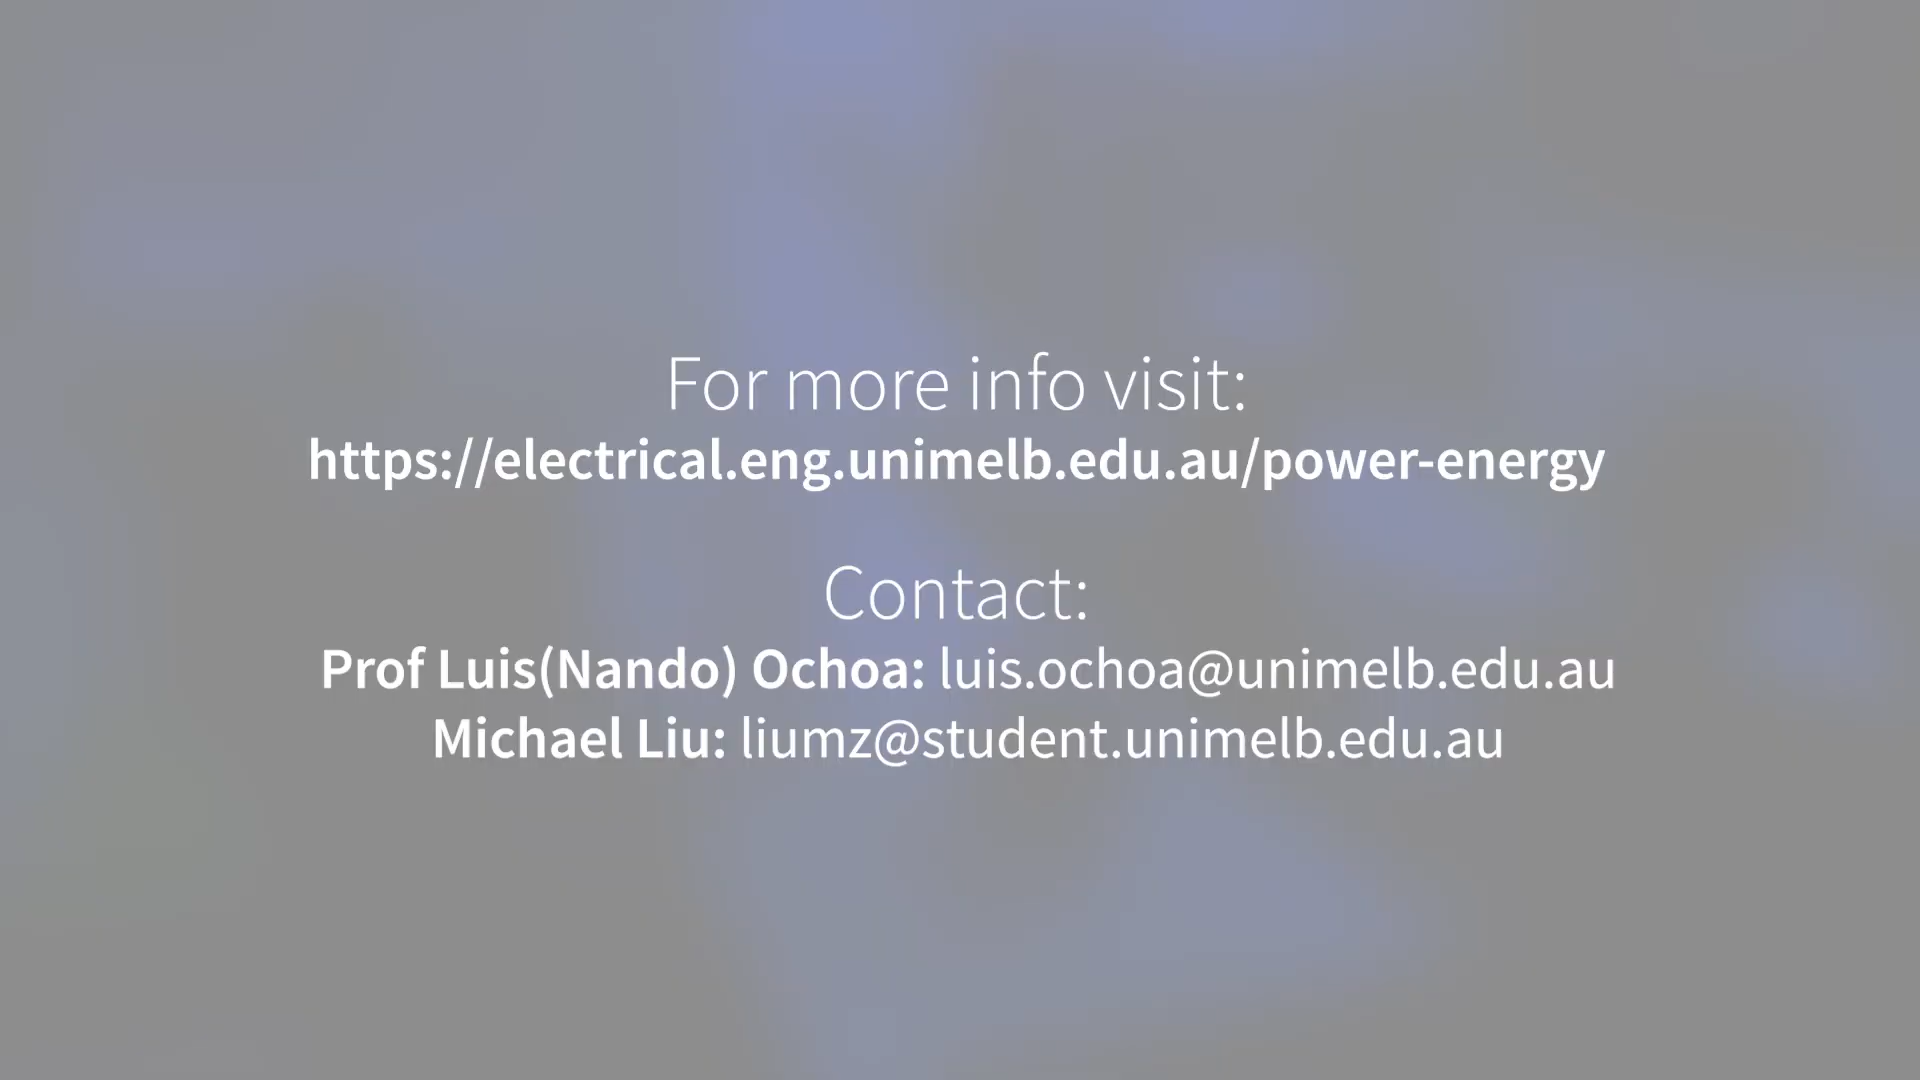 For more info visit:
https://electrical.eng.unimelb.edu.au/power-energy
Contact:
Prof Luis(Nando) Ochoa: luis.ochoa@unimelb.edu.au
Michael Liu: liumz@student.unimelb.edu.au